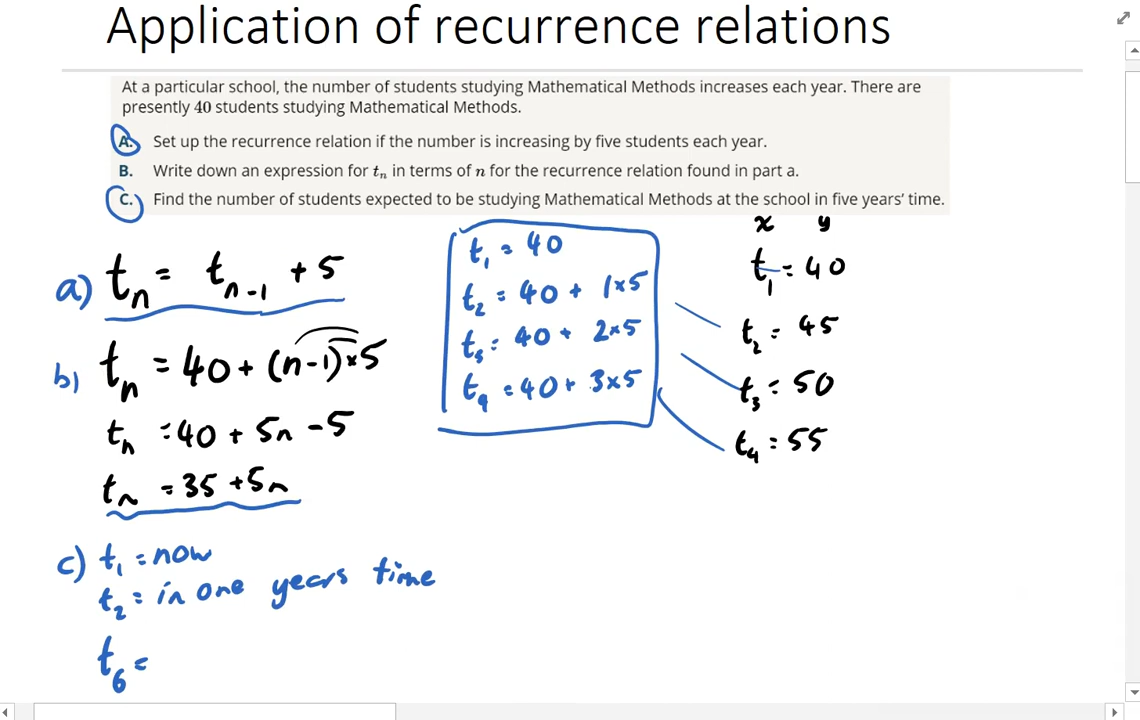 Application of recurrence relations
At a particular school, the number of students studying Mathematical Methods increases each year. There are
presently 40 students studying Mathematical Methods.
A. Set up the recurrence relation if the number is increasing by five students each year.
B. Write down an expression for tₙ in terms of n for the recurrence relation found in part a.
C. Find the number of students expected to be studying Mathematical Methods at the school in five years' time.
a) tₙ = tₙ₋₁ + 5
b) tₙ = 40 + (n-1)×5
tₙ = 40 + 5n - 5
tₙ = 35 + 5n
c) t₁ = now
t₂ = in one years time
t₆ =
t₁ = 40
t₂ = 40 + 1×5
t₃ = 40 + 2×5
t₄ = 40 + 3×5
x y
t₁ = 40
t₂ = 45
t₃ = 50
t₄ = 55